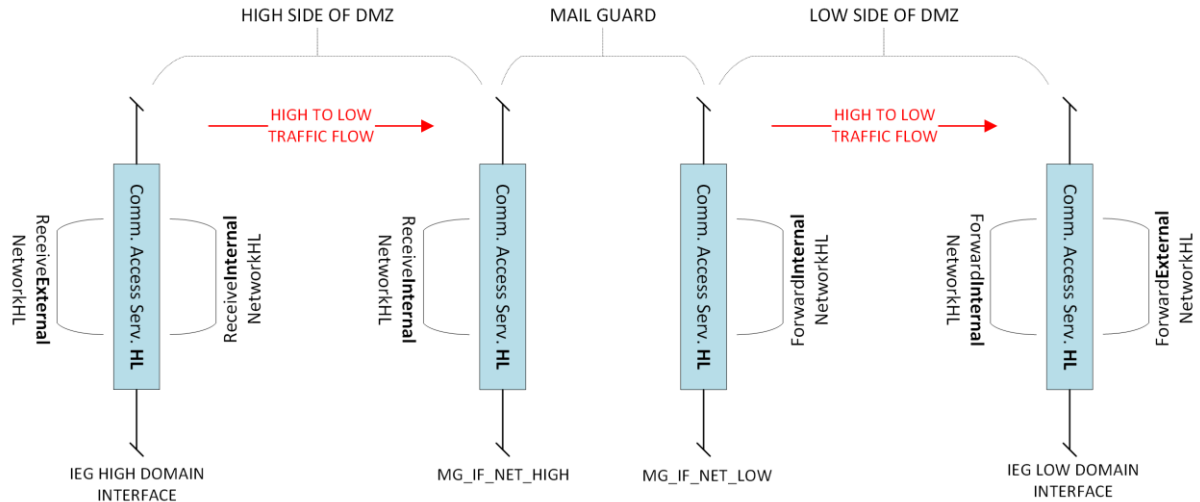 HIGH SIDE OF DMZ
MAIL GUARD
LOW SIDE OF DMZ
HIGH TO LOW
TRAFFIC FLOW
HIGH TO LOW
TRAFFIC FLOW
ReceiveExternal
NetworkHL
Comm. Access Serv. HL
ReceiveInternal
NetworkHL
ReceiveInternal
NetworkHL
Comm. Access Serv. HL
Comm. Access Serv. HL
ForwardInternal
NetworkHL
ForwardInternal
NetworkHL
Comm. Access Serv. HL
ForwardExternal
NetworkHL
IEG HIGH DOMAIN
INTERFACE
MG_IF_NET_HIGH
MG_IF_NET_LOW
IEG LOW DOMAIN
INTERFACE